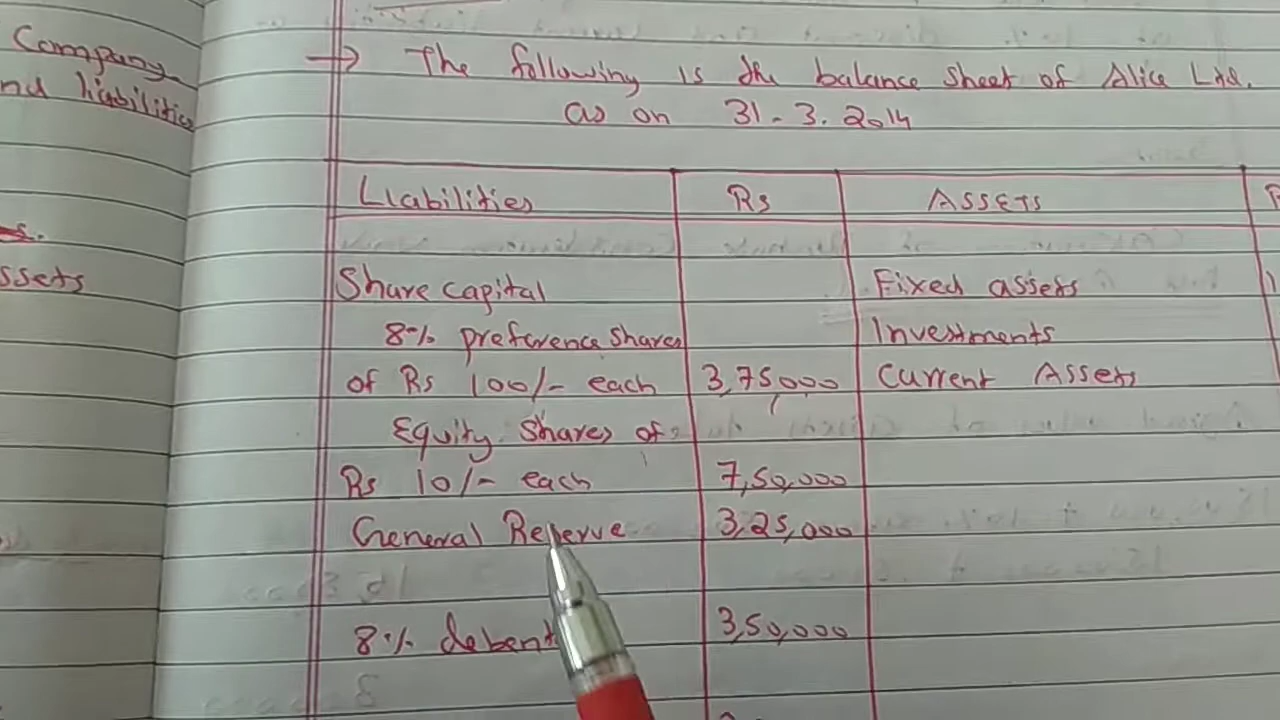 Company
nd liabilities
ssets
→ The following is the balance sheet of Alice Ltd.
as on 31-3.2014
Liabilities Rs ASSETS R
Share capital Fixed assets 1
8% preference shares Investments
of Rs 100/- each 3,75,000 Current Assets
Equity Shares of
Rs 10/- each 7,50,000
General Reserve 3,25,000
8% debent 3,50,000